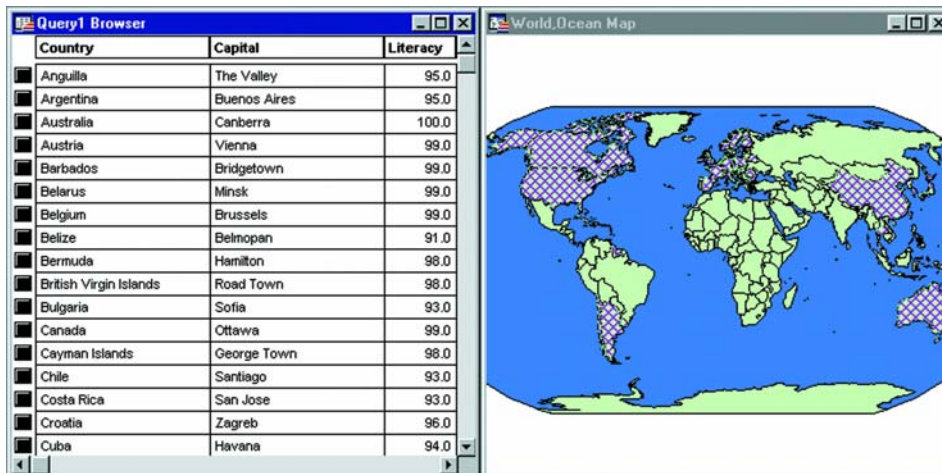 Query1 Browser
Country Capital Literacy
Anguilla The Valley 95.0
Argentina Buenos Aires 95.0
Australia Canberra 100.0
Austria Vienna 99.0
Barbados Bridgetown 99.0
Belarus Minsk 99.0
Belgium Brussels 99.0
Belize Belmopan 91.0
Bermuda Hamilton 98.0
British Virgin Islands Road Town 98.0
Bulgaria Sofia 93.0
Canada Ottawa 99.0
Cayman Islands George Town 98.0
Chile Santiago 93.0
Costa Rica San Jose 93.0
Croatia Zagreb 96.0
Cuba Havana 94.0
World,Ocean Map